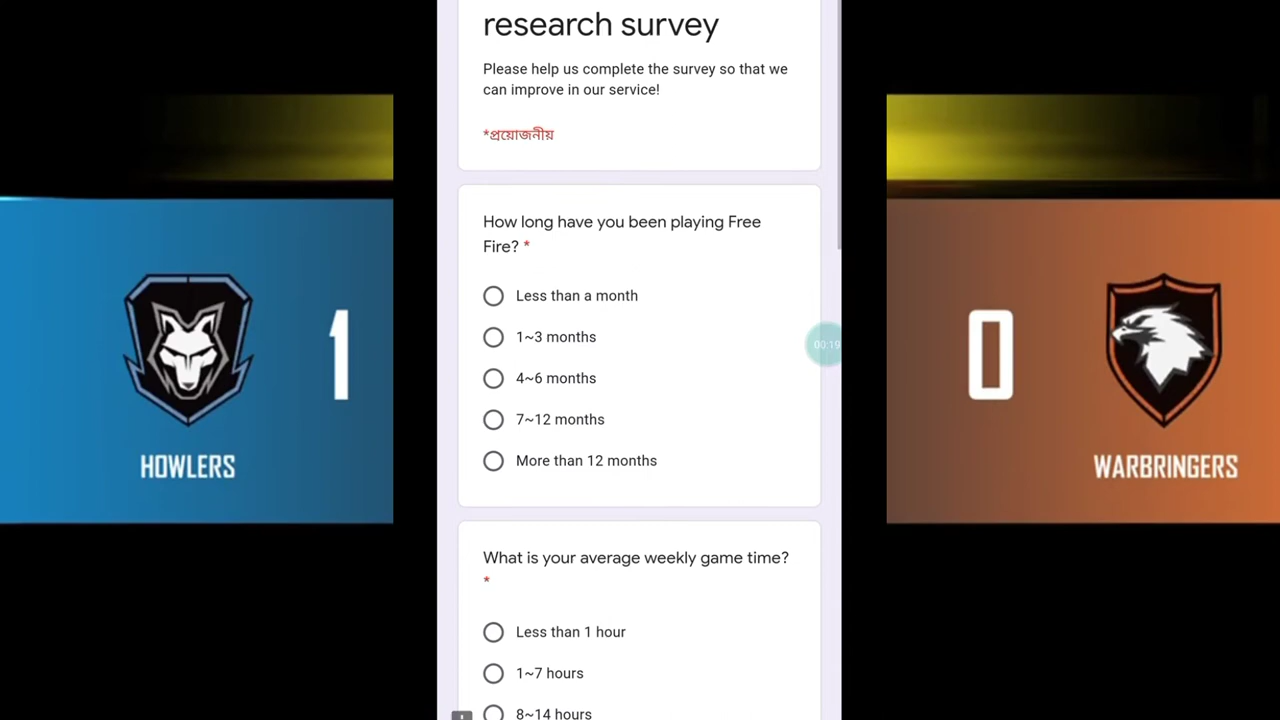 research survey
Please help us complete the survey so that we
can improve in our service!
*প্রয়োজনীয়
How long have you been playing Free
Fire? *
Less than a month
1~3 months
4~6 months
7~12 months
More than 12 months
What is your average weekly game time?
*
Less than 1 hour
1~7 hours
8~14 hours
00:19
1
HOWLERS
0
WARBRINGERS